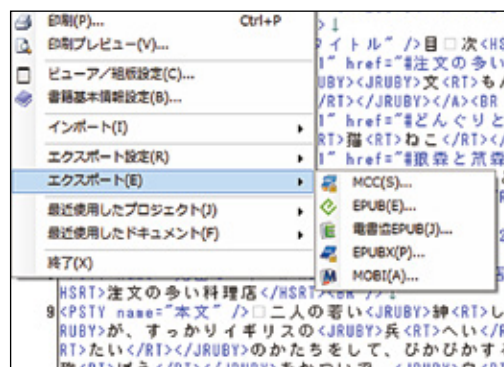 印刷(P)... Ctrl+P
印刷プレビュー(V)...
ビューア/組版設定(C)...
書籍基本情報設定(B)...
インポート(I)
エクスポート設定(R)
エクスポート(E)
最近使用したプロジェクト(J)
最近使用したドキュメント(F)
終了(X)
MCC(S)...
EPUB(E)...
電書協EPUB(J)...
EPUBX(P)...
MOBI(A)...
>↓
イトル" />目□次<HS
1" href="#注文の多い
UBY><JRUBY>文<RT>も
/RT></JRUBY></A><BR
1" href="#どんぐりと
RT>猫<RT>ねこ</RT></
1" href="#狼森と笊森
HSRT>注文の多い料理店</HSRT><BR />↓
9 <PSTY name="本文" />□二人の若い<JRUBY>紳<RT>し
RUBY>が、すっかりイギリスの<JRUBY>兵<RT>へい</R
RT>たい</RT></JRUBY>のかたちをして、ぴかぴかする